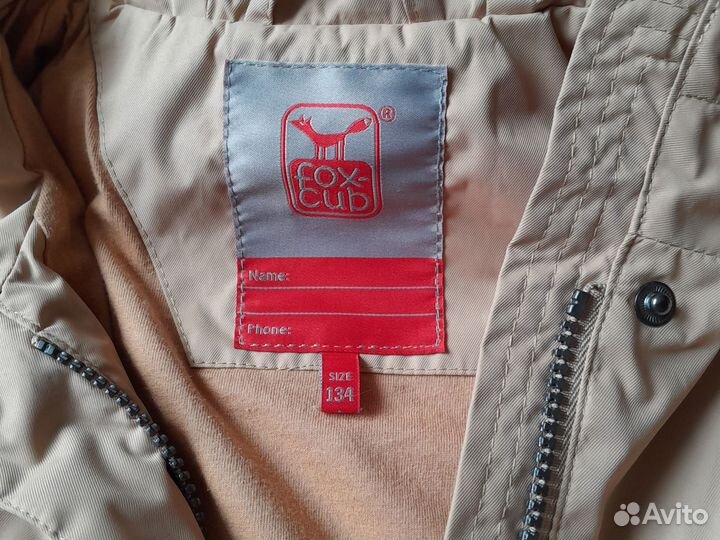 ®
fox-
cub
Name:
Phone:
SIZE
134
Avito